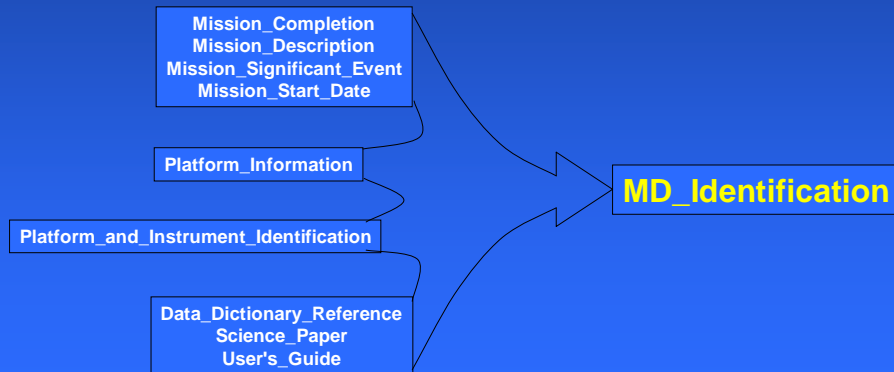 Mission_Completion
Mission_Description
Mission_Significant_Event
Mission_Start_Date
Platform_Information
MD_Identification
Platform_and_Instrument_Identification
Data_Dictionary_Reference
Science_Paper
User's_Guide